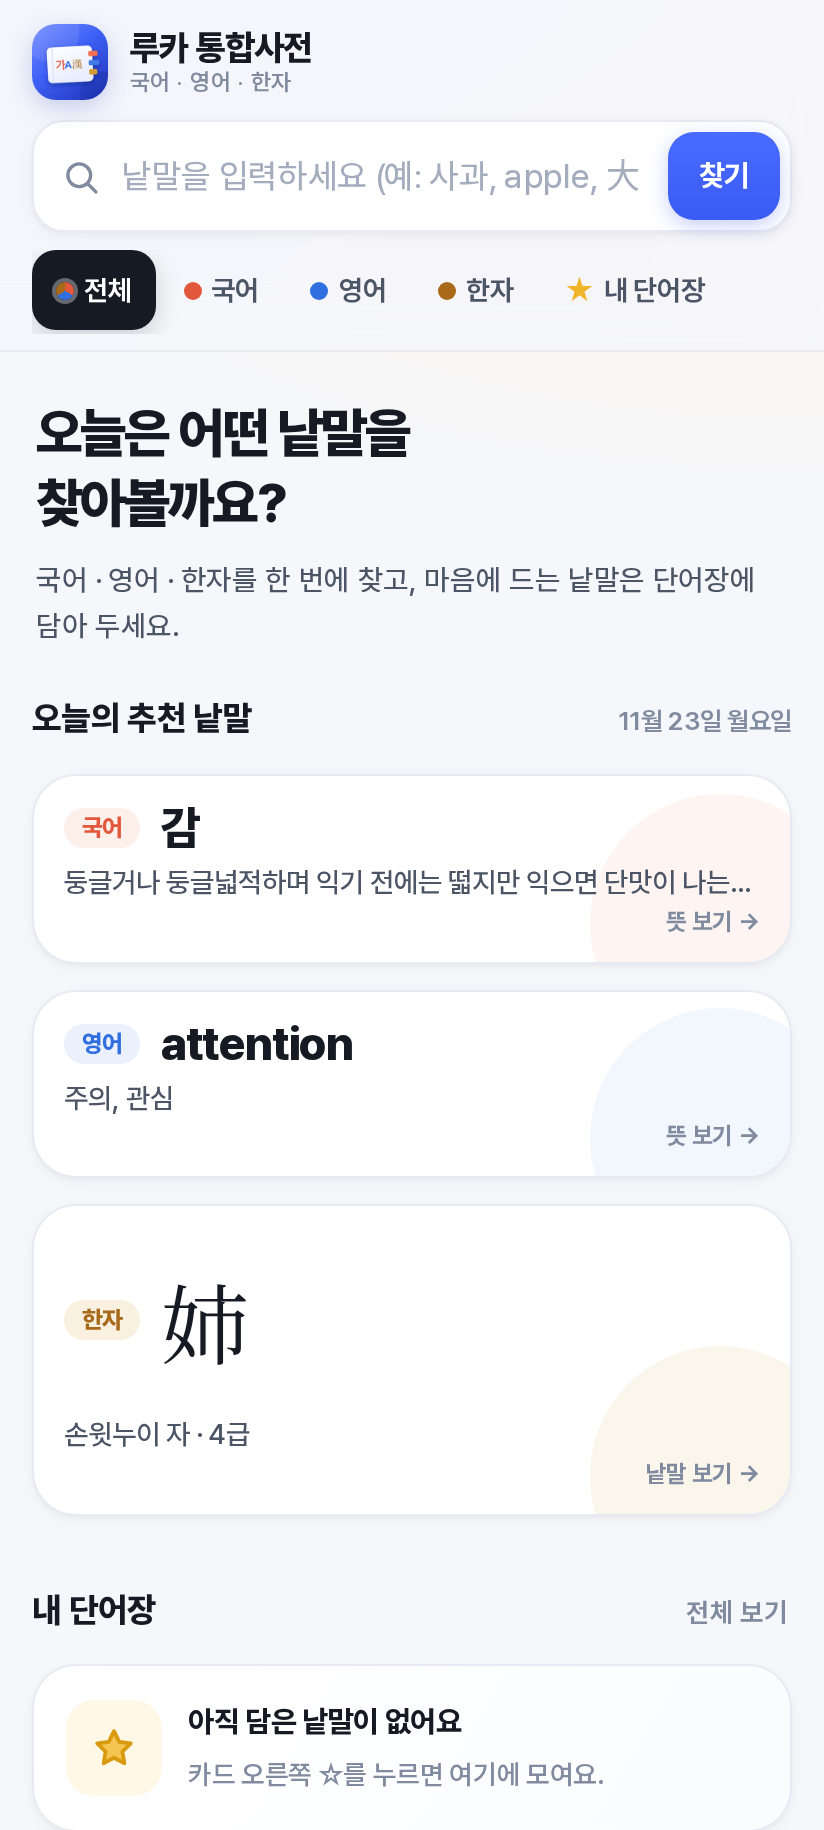 가A漢
루카 통합사전
국어 · 영어 · 한자
낱말을 입력하세요 (예: 사과, apple, 大
찾기
전체
국어
영어
한자
★ 내 단어장
오늘은 어떤 낱말을
찾아볼까요?
국어 · 영어 · 한자를 한 번에 찾고, 마음에 드는 낱말은 단어장에
담아 두세요.
오늘의 추천 낱말
11월 23일 월요일
국어 감
둥글거나 둥글넓적하며 익기 전에는 떫지만 익으면 단맛이 나는...
뜻 보기 →
영어 attention
주의, 관심
뜻 보기 →
한자 姉
손윗누이 자 · 4급
낱말 보기 →
내 단어장
전체 보기
아직 담은 낱말이 없어요
카드 오른쪽 ☆를 누르면 여기에 모여요.